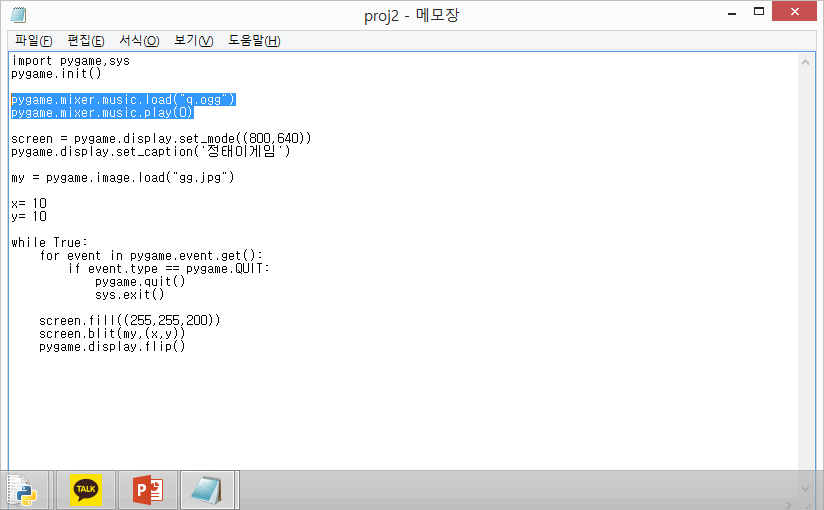 proj2 - 메모장
파일(F) 편집(E) 서식(O) 보기(V) 도움말(H)
import pygame,sys
pygame.init()
pygame.mixer.music.load("g.ogg")
pygame.mixer.music.play(0)
screen = pygame.display.set_mode((800,640))
pygame.display.set_caption('정태이게임')
my = pygame.image.load("gg.jpg")
x= 10
y= 10
while True:
for event in pygame.event.get():
if event.type == pygame.QUIT:
pygame.quit()
sys.exit()
screen.fill((255,255,200))
screen.blit(my,(x,y))
pygame.display.flip()
TALK
P